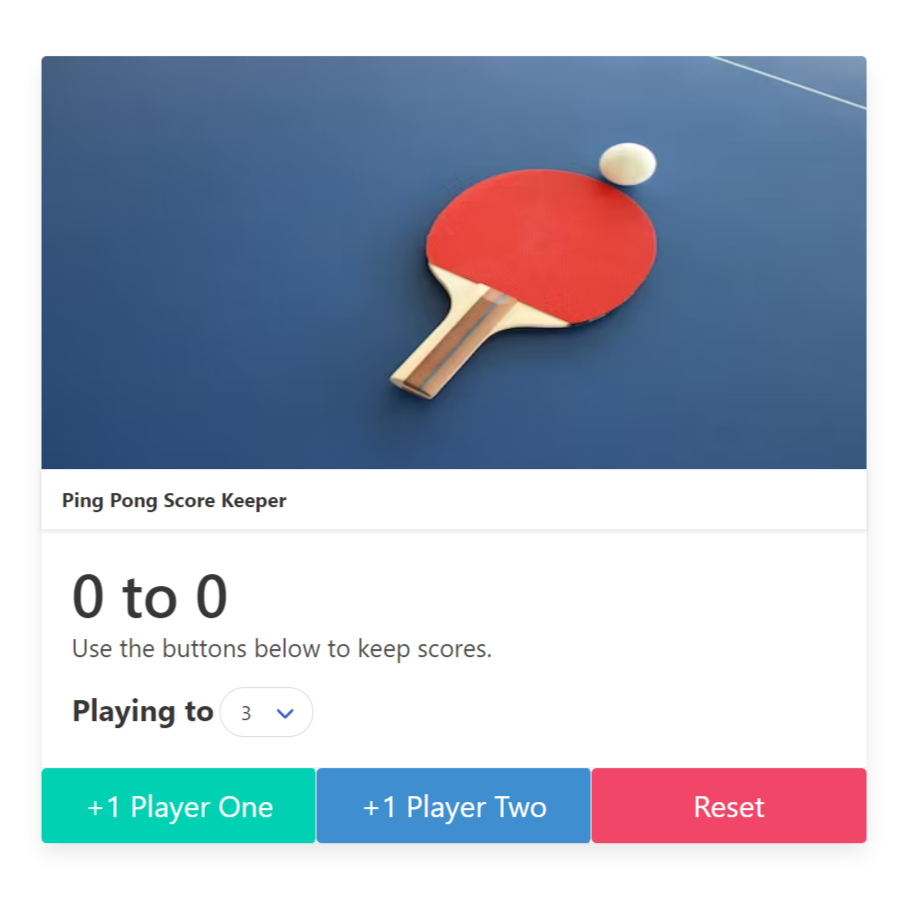 Ping Pong Score Keeper
0 to 0
Use the buttons below to keep scores.
Playing to 3
+1 Player One +1 Player Two Reset